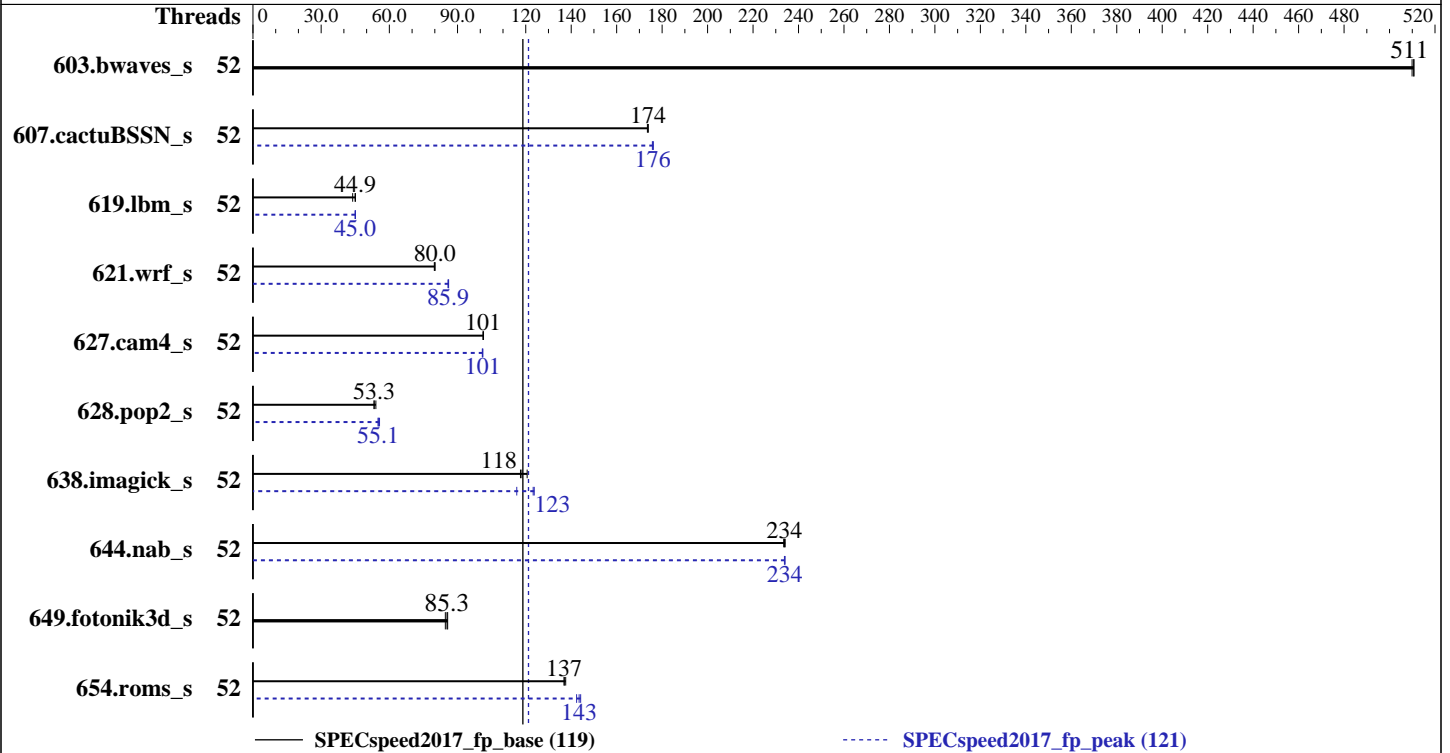 Threads 0 30.0 60.0 90.0 120 140 160 180 200 220 240 260 280 300 320 340 360 380 400 420 440 460 480 520
603.bwaves_s 52 511
607.cactuBSSN_s 52 174
176
619.lbm_s 52 44.9
45.0
621.wrf_s 52 80.0
85.9
627.cam4_s 52 101
101
628.pop2_s 52 53.3
55.1
638.imagick_s 52 118
123
644.nab_s 52 234
234
649.fotonik3d_s 52 85.3
654.roms_s 52 137
143
SPECspeed2017_fp_base (119) SPECspeed2017_fp_peak (121)